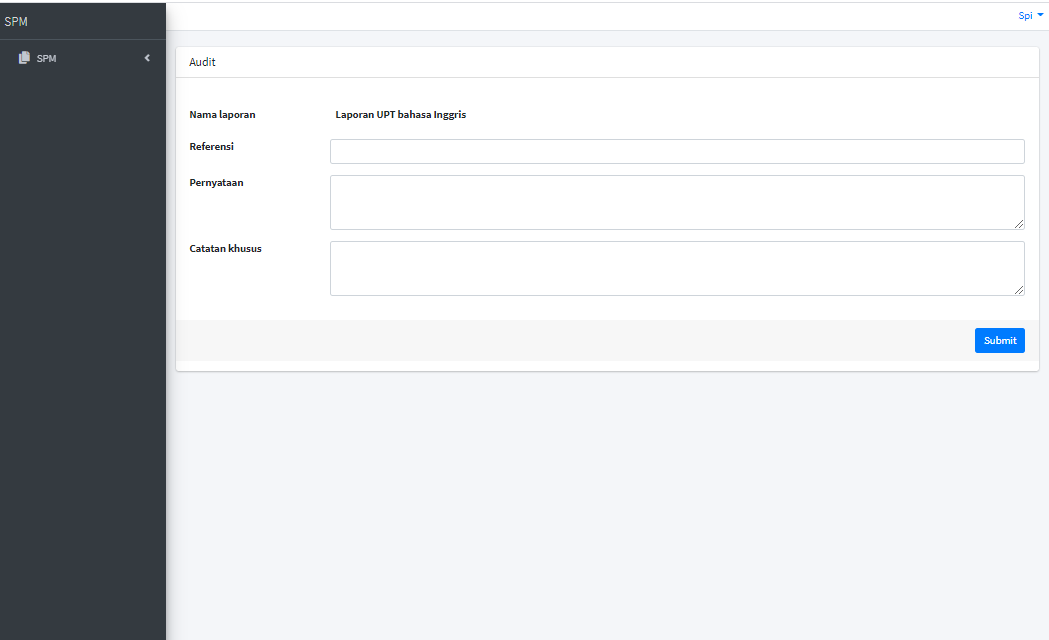 SPM
Spi
SPM
Audit
Nama laporan Laporan UPT bahasa Inggris
Referensi
Pernyataan
Catatan khusus
Submit